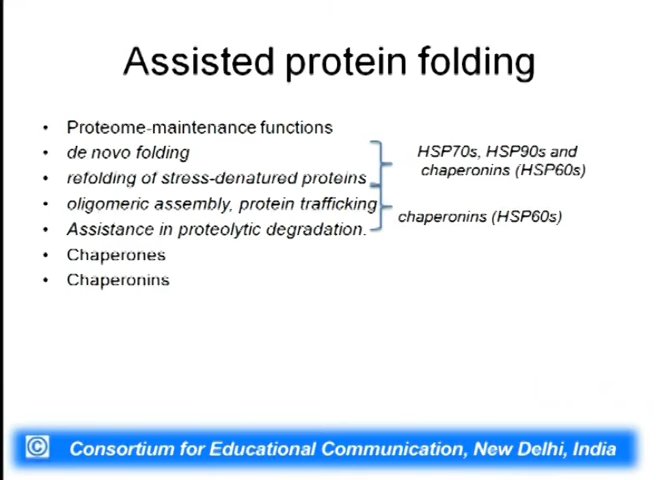 Assisted protein folding
• Proteome-maintenance functions
• de novo folding
• refolding of stress-denatured proteins
• oligomeric assembly, protein trafficking
• Assistance in proteolytic degradation.
• Chaperones
• Chaperonins
HSP70s, HSP90s and
chaperonins (HSP60s)
chaperonins (HSP60s)
© Consortium for Educational Communication, New Delhi, India